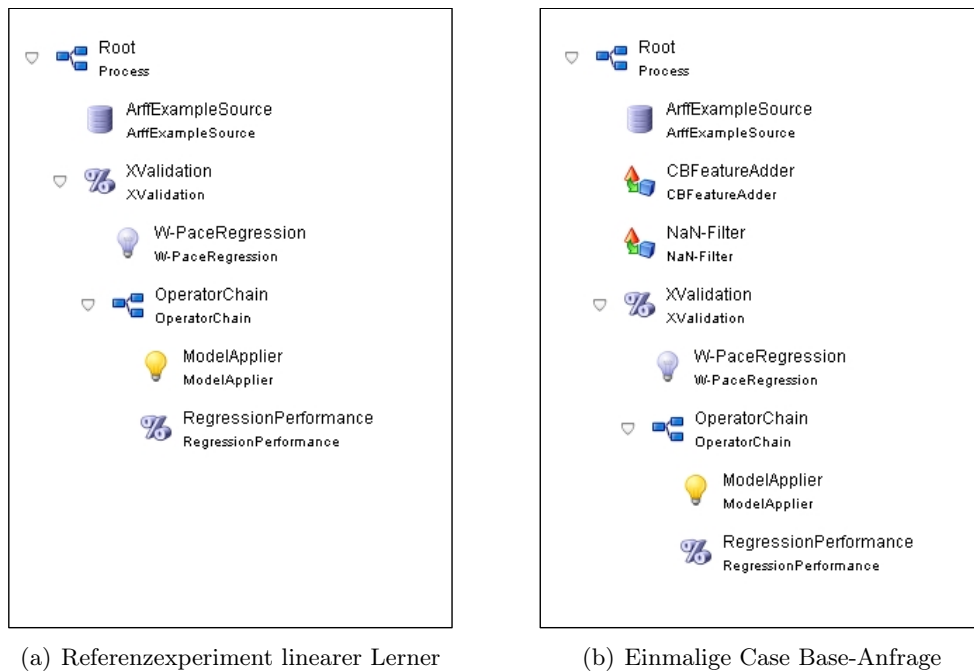 Root
Process
ArffExampleSource
ArffExampleSource
XValidation
XValidation
W-PaceRegression
W-PaceRegression
OperatorChain
OperatorChain
ModelApplier
ModelApplier
RegressionPerformance
RegressionPerformance
(a) Referenzexperiment linearer Lerner
Root
Process
ArffExampleSource
ArffExampleSource
CBFeatureAdder
CBFeatureAdder
NaN-Filter
NaN-Filter
XValidation
XValidation
W-PaceRegression
W-PaceRegression
OperatorChain
OperatorChain
ModelApplier
ModelApplier
RegressionPerformance
RegressionPerformance
(b) Einmalige Case Base-Anfrage